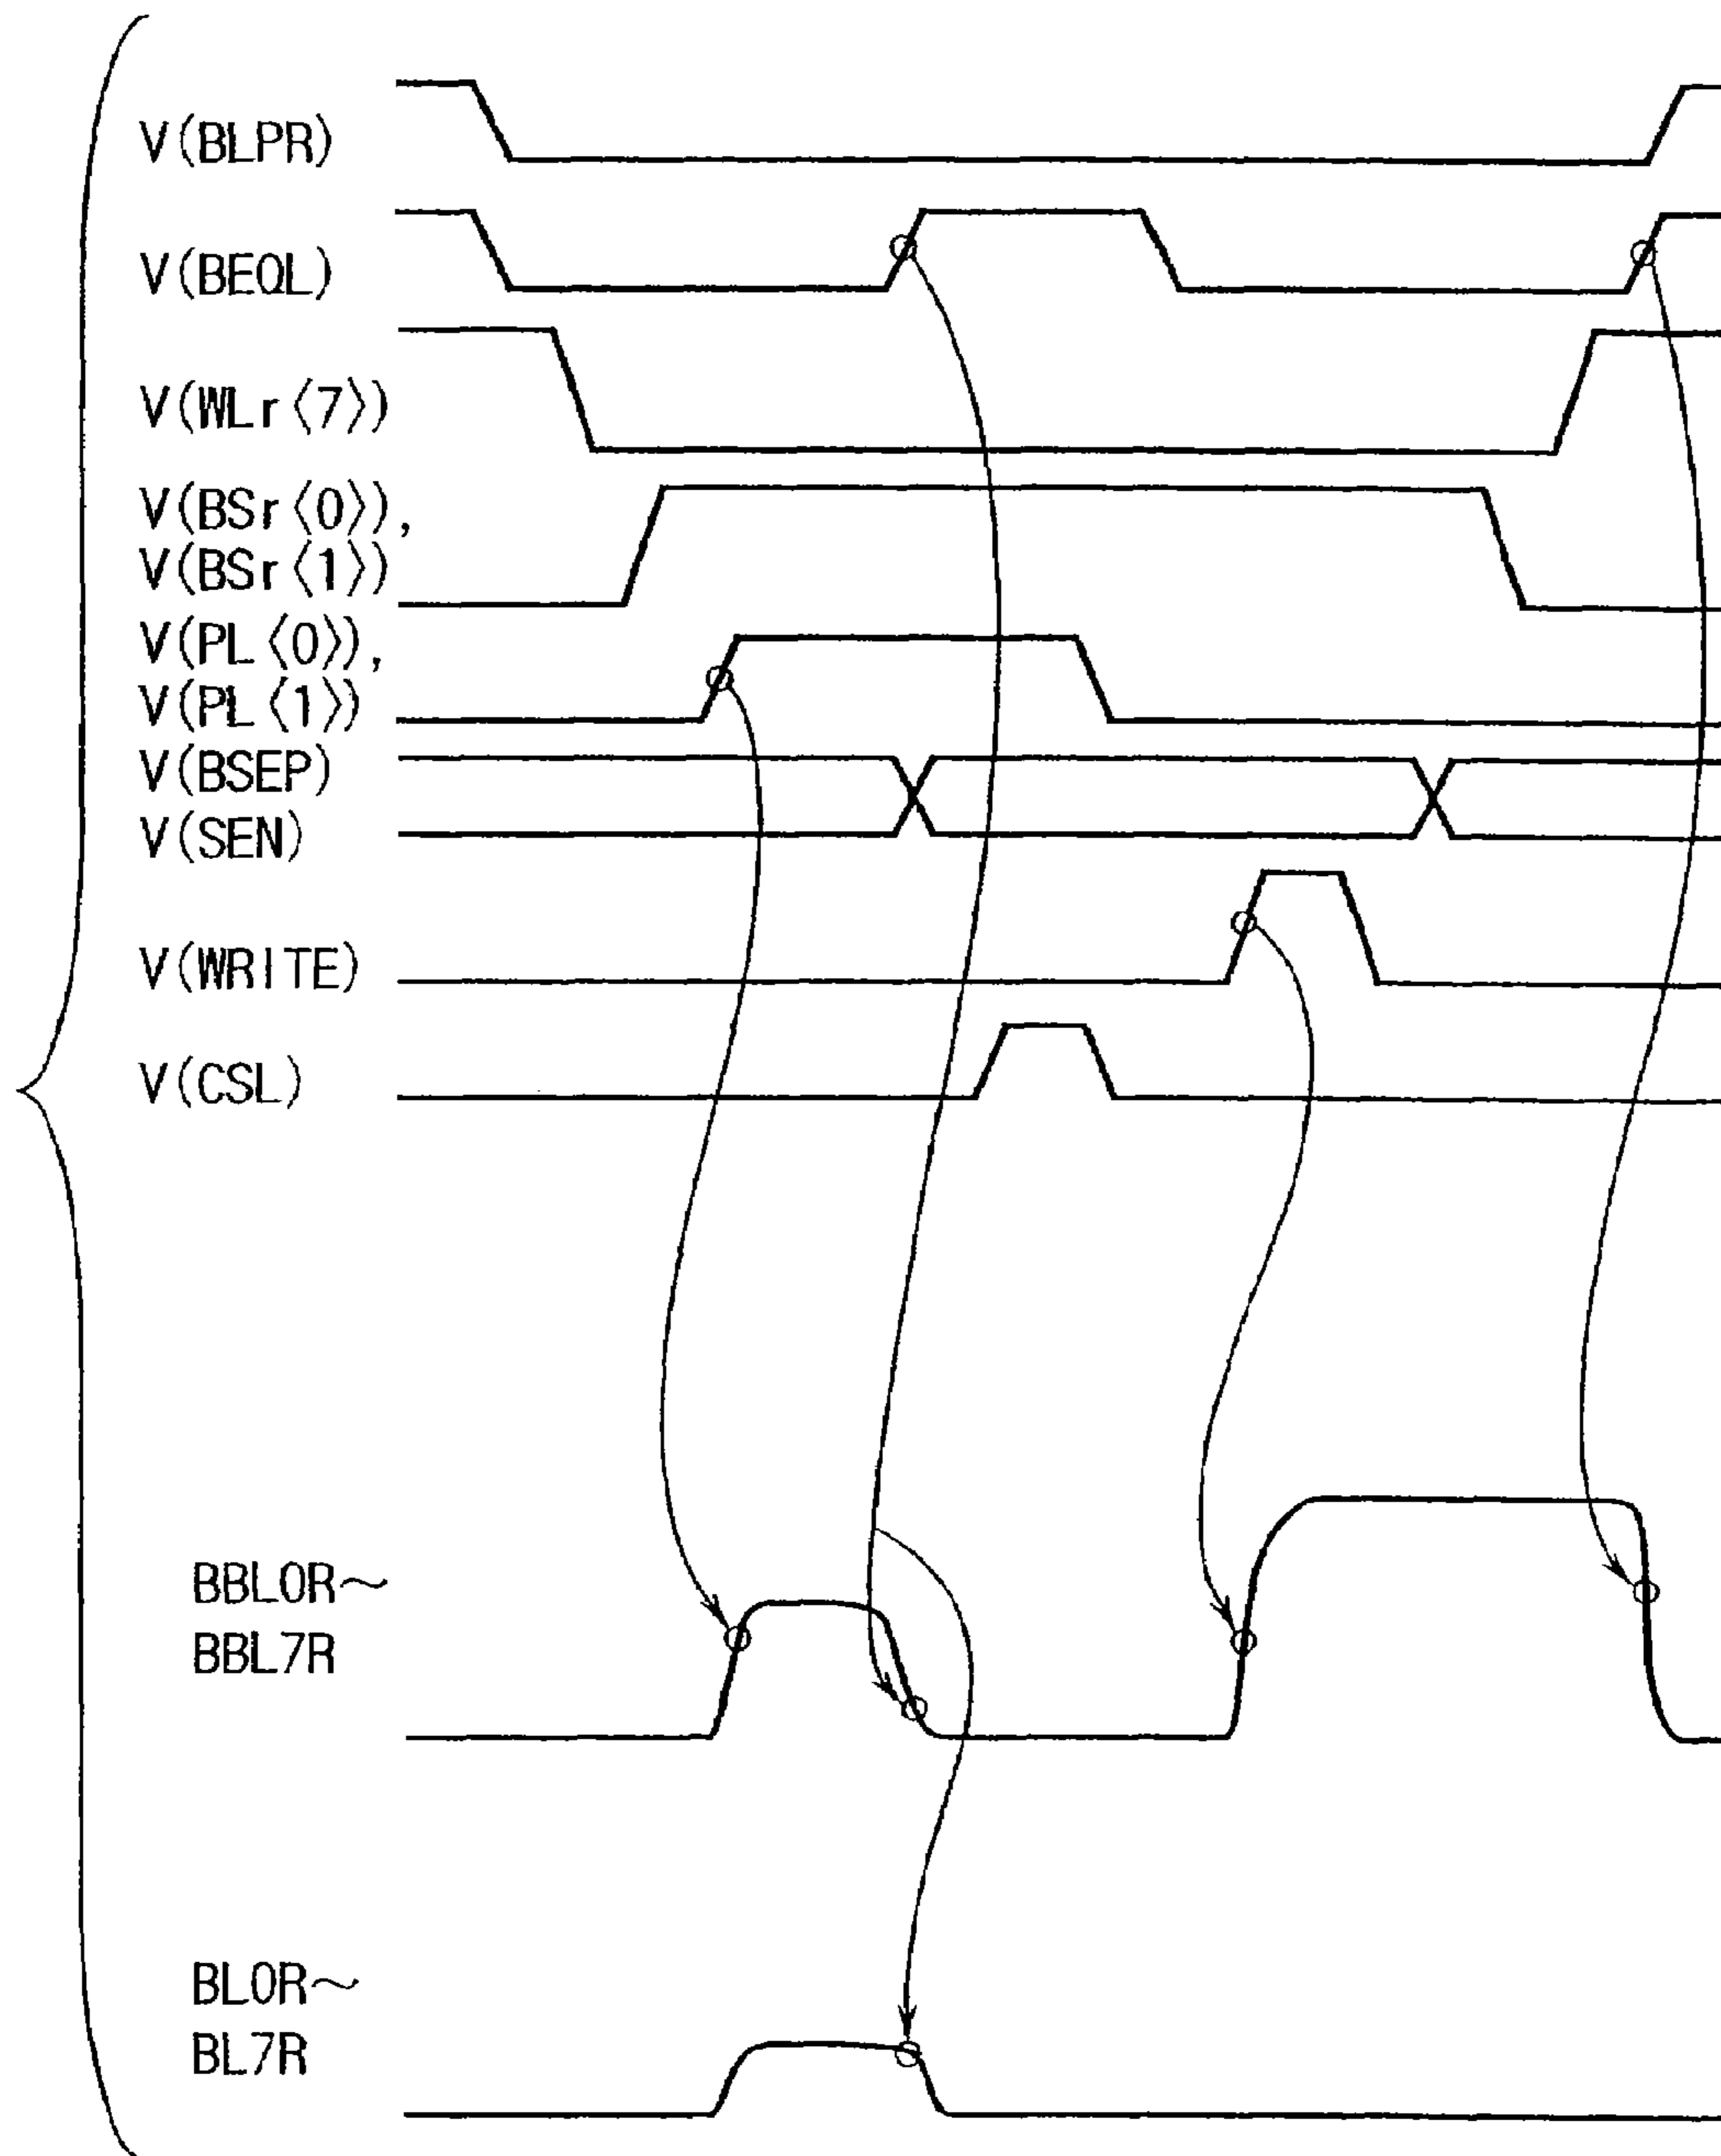 V(BLPR)
V(BEQL)
V(WLr⟨7⟩)
V(BSr⟨0⟩),
V(BSr⟨1⟩)
V(PL⟨0⟩),
V(PL⟨1⟩)
V(BSEP)
V(SEN)
V(WRITE)
V(CSL)
BBL0R～
BBL7R
BL0R～
BL7R